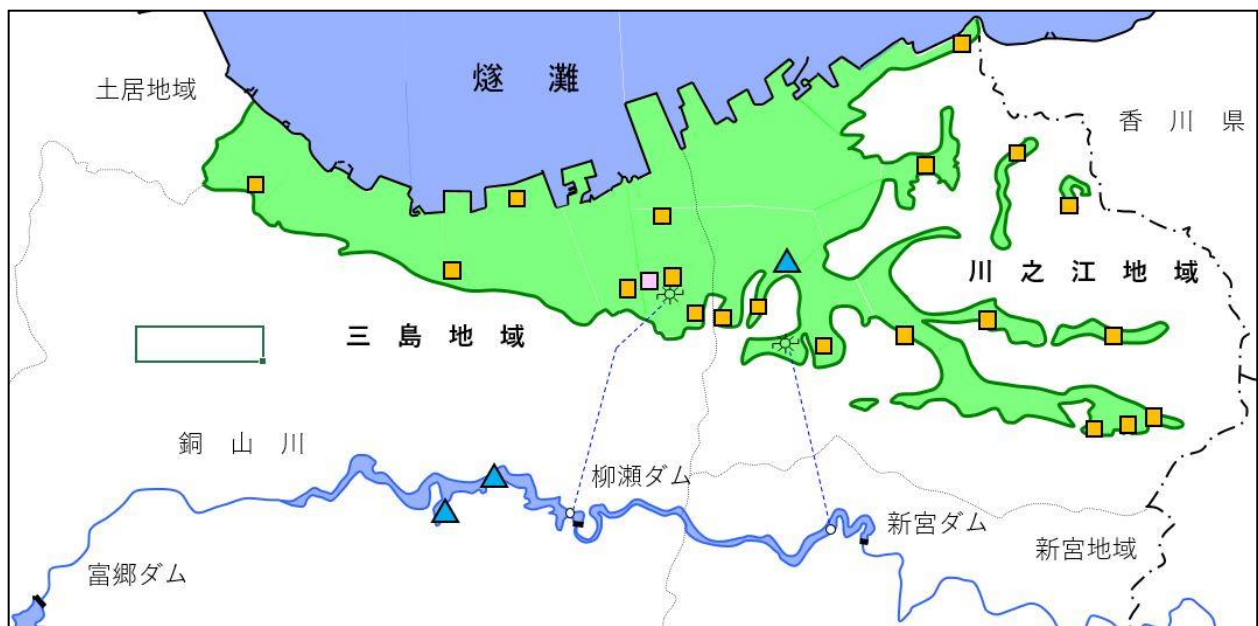 燧 灘
土居地域
香 川 県
川 之 江 地 域
三 島 地 域
銅 山 川
柳瀬ダム
新宮ダム
新宮地域
富郷ダム